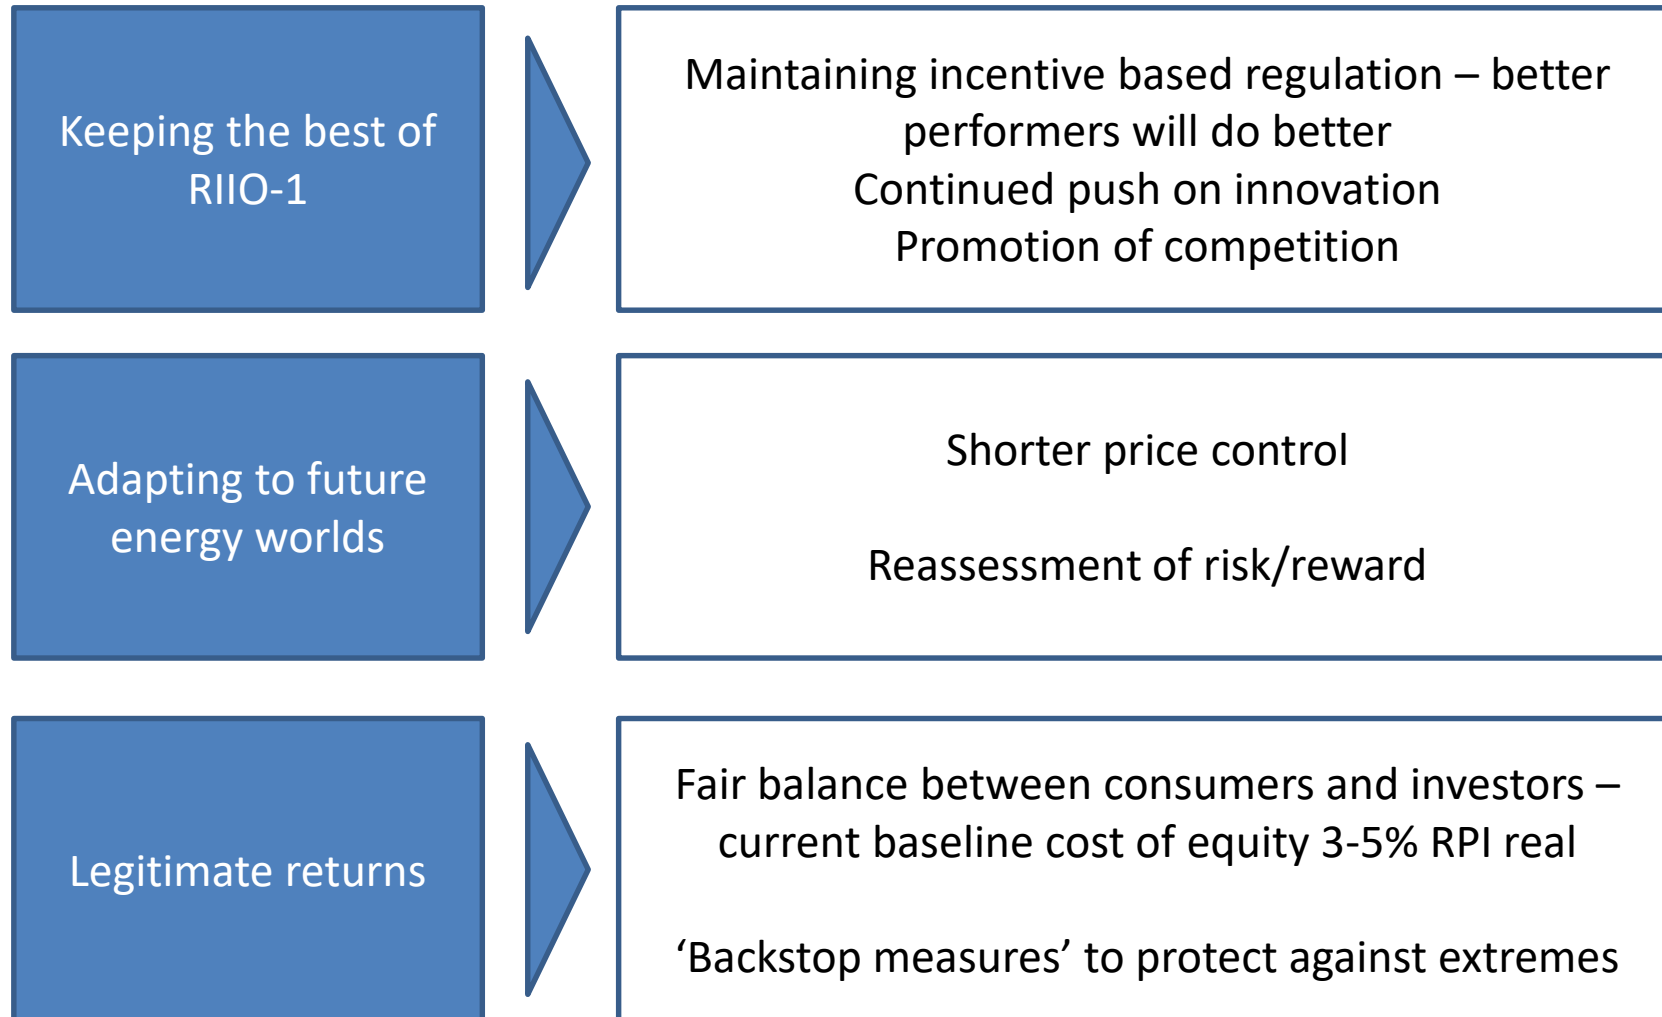 Keeping the best of
RIIO-1
Maintaining incentive based regulation – better
performers will do better
Continued push on innovation
Promotion of competition
Adapting to future
energy worlds
Shorter price control
Reassessment of risk/reward
Legitimate returns
Fair balance between consumers and investors –
current baseline cost of equity 3-5% RPI real
‘Backstop measures’ to protect against extremes